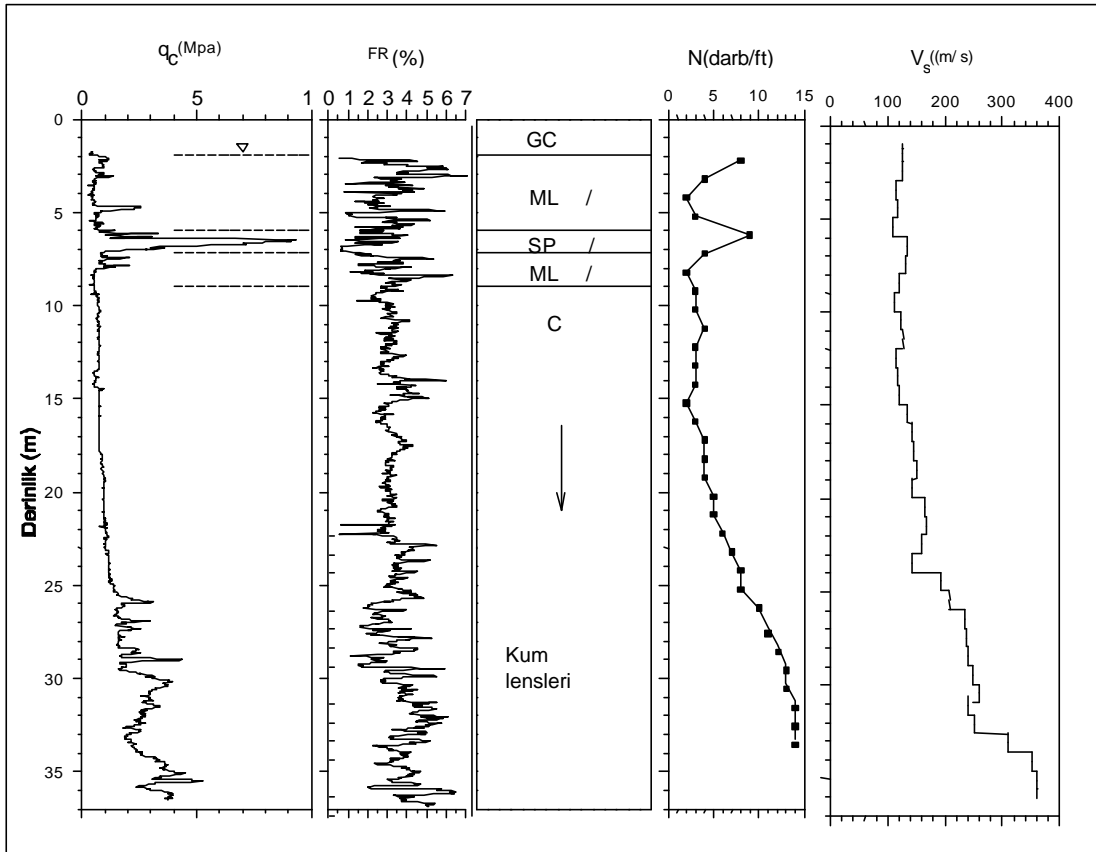 q_c(Mpa)
FR (%)
N(darb/ft)
V_s((m/ s)
0 5 1
0 1 2 3 4 5 6 7
0 5 10 15
0 100 200 300 400
0
5
10
15
20
25
30
35
Derinlik (m)
GC
ML /
SP /
ML /
C
Kum
lensleri